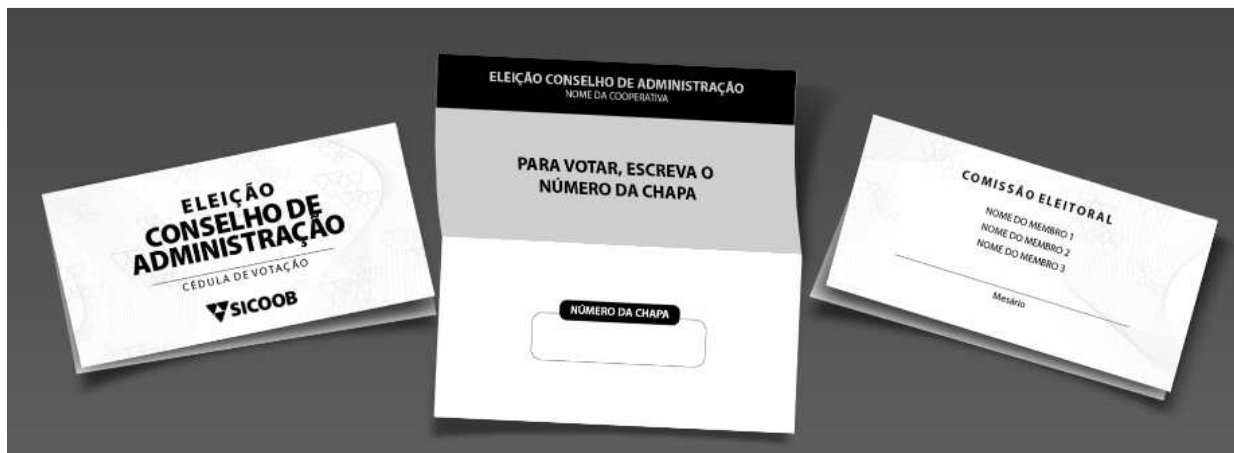 ELEIÇÃO
CONSELHO DE
ADMINISTRAÇÃO
CÉDULA DE VOTAÇÃO
SICOOB
ELEIÇÃO CONSELHO DE ADMINISTRAÇÃO
NOME DA COOPERATIVA
PARA VOTAR, ESCREVA O
NÚMERO DA CHAPA
NÚMERO DA CHAPA
COMISSÃO ELEITORAL
NOME DO MEMBRO 1
NOME DO MEMBRO 2
NOME DO MEMBRO 3
Mesário